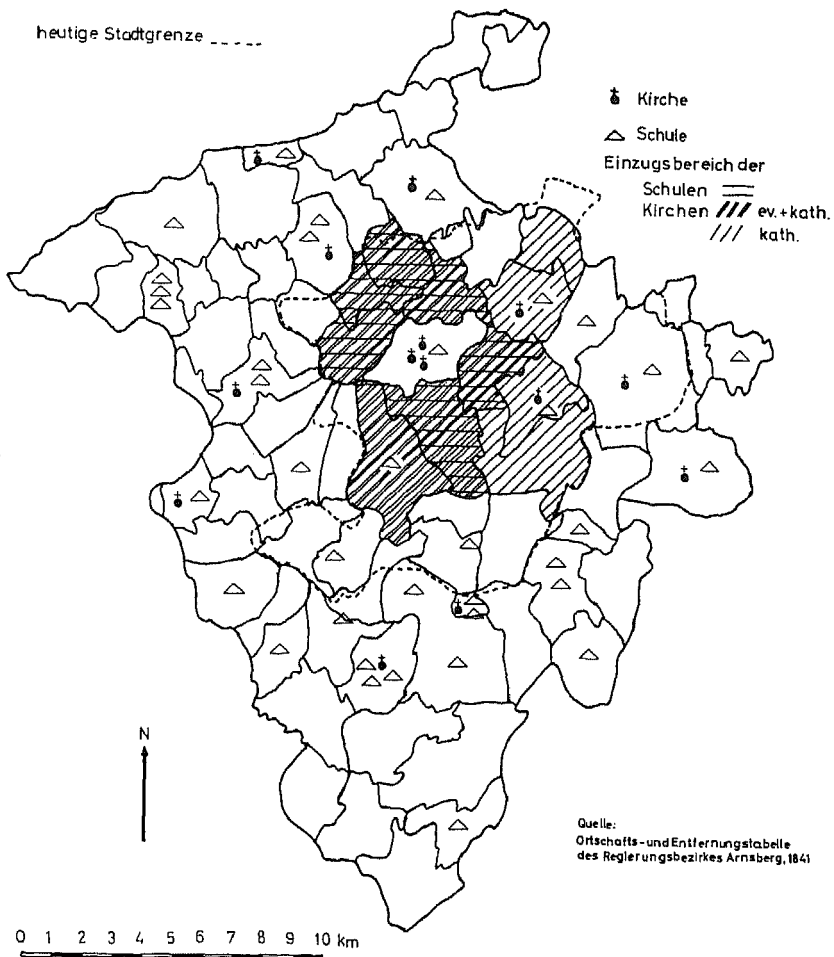 heutige Stadtgrenze
Kirche
Schule
Einzugsbereich der
Schulen
Kirchen ev.+kath.
kath.
N
Quelle:
Ortschafts-und Entfernungstabelle
des Regierungsbezirkes Arnsberg, 1841
0 1 2 3 4 5 6 7 8 9 10 km